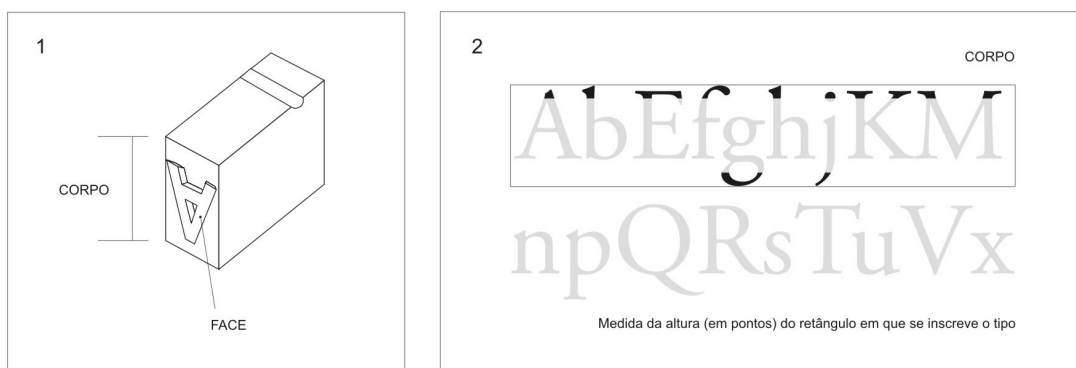 1
CORPO
FACE
2
CORPO
AbEfghjKM
npQRsTuVx
Medida da altura (em pontos) do retângulo em que se inscreve o tipo